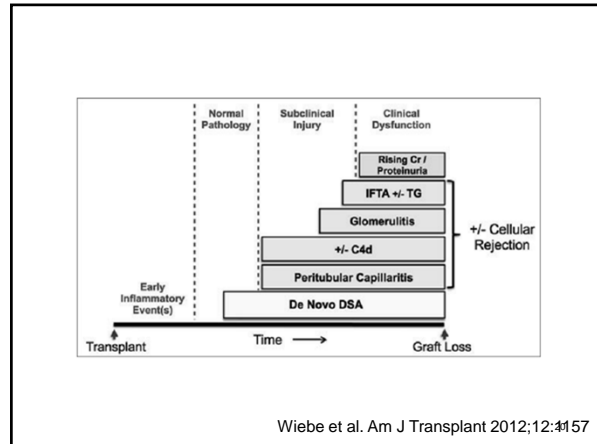 Normal Pathology
Subclinical Injury
Clinical Dysfunction
Rising Cr / Proteinuria
IFTA +/- TG
Glomerulitis
+/- C4d
Peritubular Capillaritis
De Novo DSA
+/- Cellular Rejection
Early Inflammatory Event(s)
Transplant
Time
Graft Loss
Wiebe et al. Am J Transplant 2012;12:1157